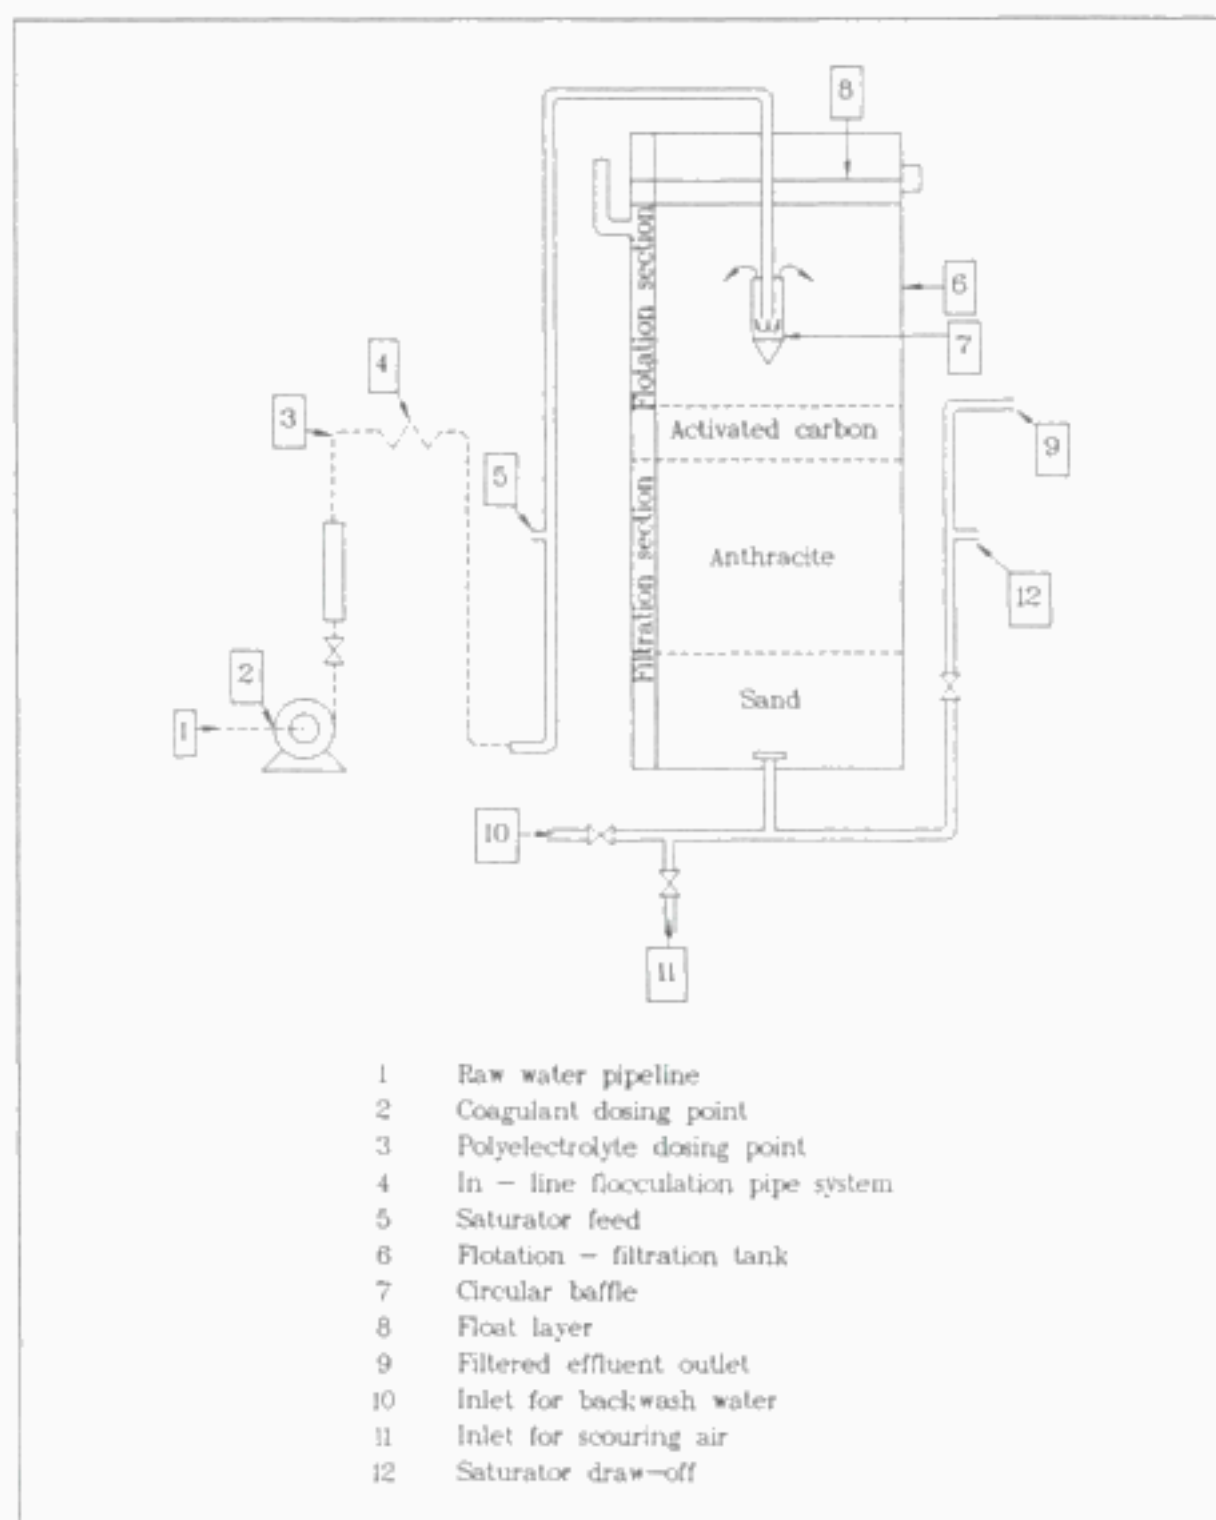 8
Flotation section
6
7
4
3
Activated carbon
9
5
Filtration section
Anthracite
12
2
Sand
1
10
11
1 Raw water pipeline
2 Coagulant dosing point
3 Polyelectrolyte dosing point
4 In - line flocculation pipe system
5 Saturator feed
6 Flotation - filtration tank
7 Circular baffle
8 Float layer
9 Filtered effluent outlet
10 Inlet for backwash water
11 Inlet for scouring air
12 Saturator draw-off